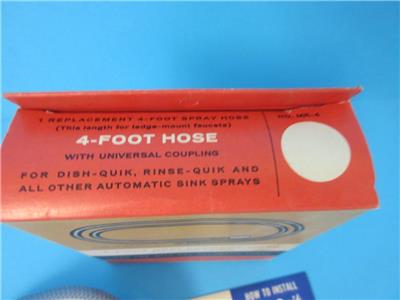 1 REPLACEMENT 4-FOOT SPRAY HOSE
(This length for ledge-mount faucets)
4-FOOT HOSE
WITH UNIVERSAL COUPLING
FOR DISH-QUIK, RINSE-QUIK AND
ALL OTHER AUTOMATIC SINK SPRAYS
NO.
HOW TO INSTALL